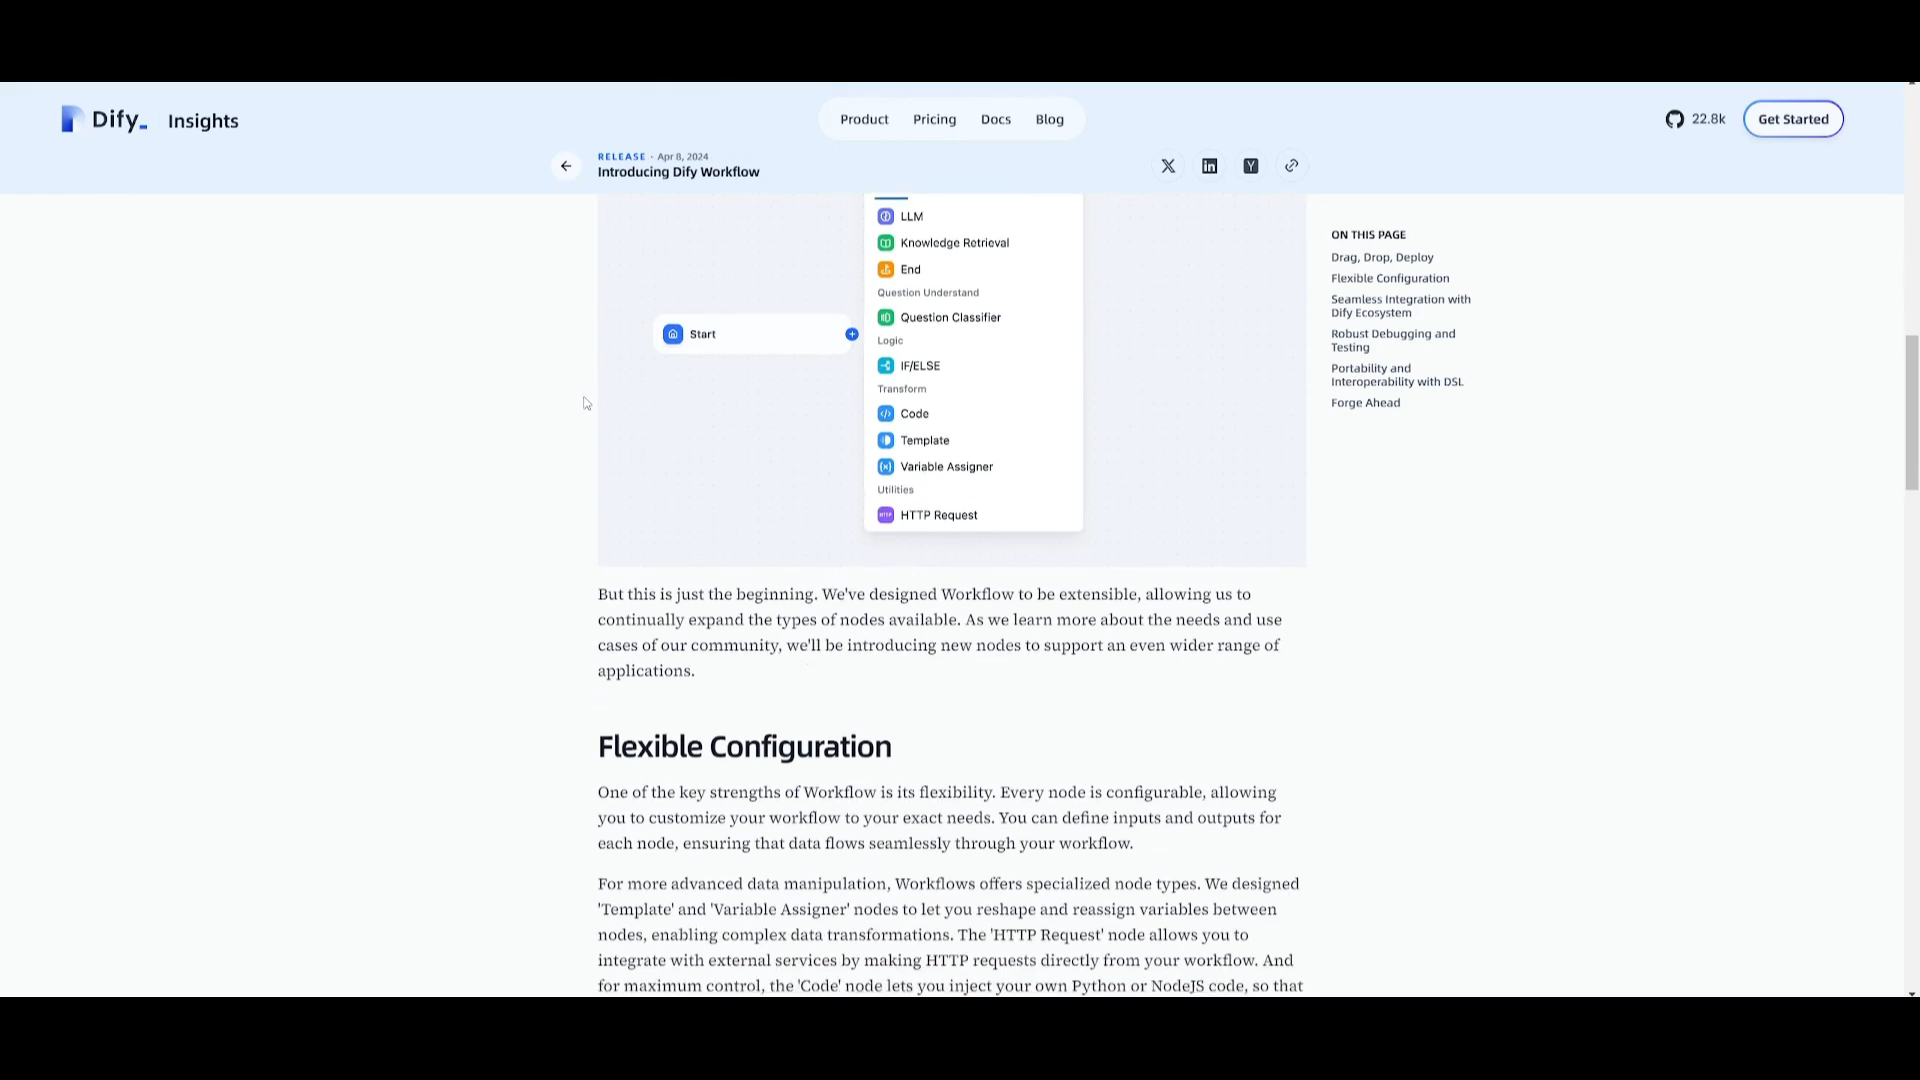 Dify_ Insights
Product Pricing Docs Blog
22.8k
Get Started
RELEASE · Apr 8, 2024
Introducing Dify Workflow
LLM
Knowledge Retrieval
End
Question Understand
Question Classifier
Logic
IF/ELSE
Transform
Code
Template
Variable Assigner
Utilities
HTTP Request
Start
ON THIS PAGE
Drag, Drop, Deploy
Flexible Configuration
Seamless Integration with
Dify Ecosystem
Robust Debugging and
Testing
Portability and
Interoperability with DSL
Forge Ahead
But this is just the beginning. We've designed Workflow to be extensible, allowing us to
continually expand the types of nodes available. As we learn more about the needs and use
cases of our community, we'll be introducing new nodes to support an even wider range of
applications.
Flexible Configuration
One of the key strengths of Workflow is its flexibility. Every node is configurable, allowing
you to customize your workflow to your exact needs. You can define inputs and outputs for
each node, ensuring that data flows seamlessly through your workflow.
For more advanced data manipulation, Workflows offers specialized node types. We designed
'Template' and 'Variable Assigner' nodes to let you reshape and reassign variables between
nodes, enabling complex data transformations. The 'HTTP Request' node allows you to
integrate with external services by making HTTP requests directly from your workflow. And
for maximum control, the 'Code' node lets you inject your own Python or NodeJS code, so that